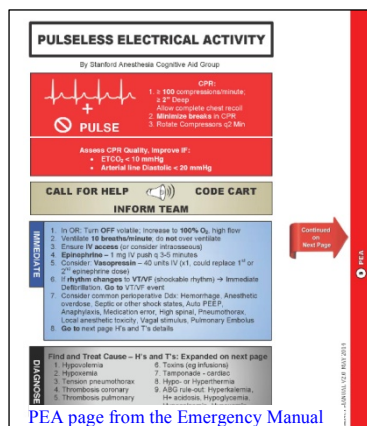 PULSELESS ELECTRICAL ACTIVITY
By Stanford Anesthesia Cognitive Aid Group
+
PULSE
CPR:
1. ≥ 100 compressions/minute;
≥ 2" Deep
Allow complete chest recoil
2. Minimize breaks in CPR
3. Rotate Compressors q2 Min
Assess CPR Quality, Improve IF:
• ETCO₂ < 10 mmHg
• Arterial line Diastolic < 20 mmHg
CALL FOR HELP CODE CART
INFORM TEAM
IMMEDIATE
1. In OR: Turn OFF volatile; Increase to 100% O₂, high flow
2. Ventilate 10 breaths/minute, do not over ventilate
3. Ensure IV access (or consider intraosseous)
4. Epinephrine – 1 mg IV push q 3-5 minutes
5. Consider: Vasopressin – 40 units IV (x1, could replace 1st or
2nd epinephrine dose)
6. If rhythm changes to VT/VF (shockable rhythm) → Immediate
Defibrillation. Go to VT/VF event
7. Consider common perioperative Ddx: Hemorrhage, Anesthetic
overdose, Septic or other shock states, Auto PEEP,
Anaphylaxis, Medication error, High spinal, Pneumothorax,
Local anesthetic toxicity, Vagal stimulus, Pulmonary Embolus
8. Go to next page H's and T's details
Continued
on
Next Page
PEA
DIAGNOSE
Find and Treat Cause – H's and T's: Expanded on next page
1. Hypovolemia
2. Hypoxemia
3. Tension pneumothorax
4. Thrombosis coronary
5. Thrombosis pulmonary
6. Toxins (eg infusions)
7. Tamponade - cardiac
8. Hypo- or Hyperthermia
9. ABG rule-out: Hyperkalemia,
H+ acidosis, Hypoglycemia,
PEA page from the Emergency Manual